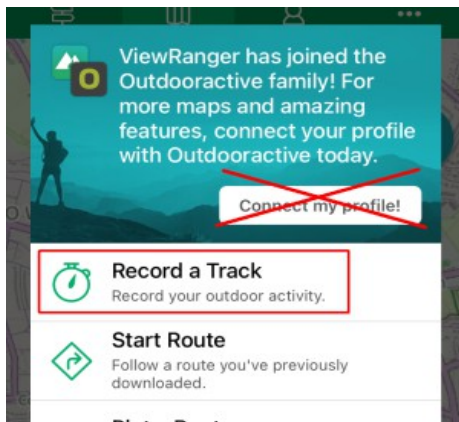 ViewRanger has joined the
Outdooractive family! For
more maps and amazing
features, connect your profile
with Outdooractive today.
Connect my profile!
Record a Track
Record your outdoor activity.
Start Route
Follow a route you've previously
downloaded.